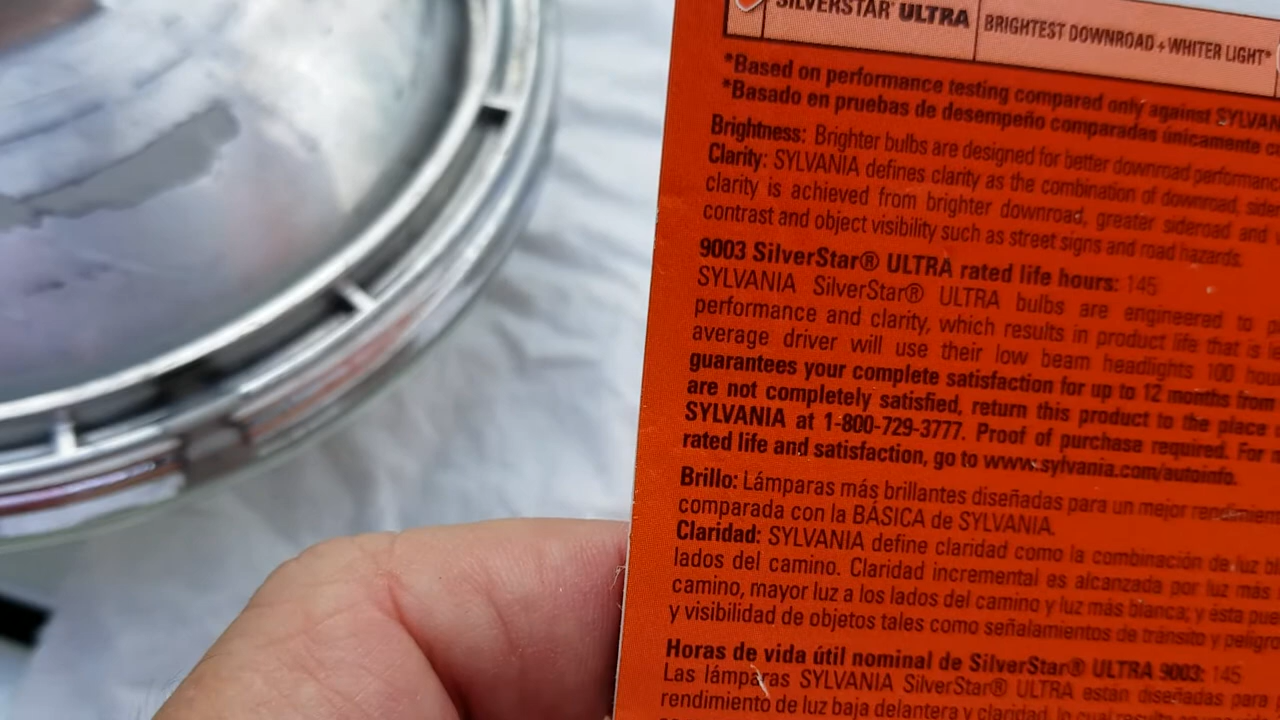 SILVERSTAR® ULTRA BRIGHTEST DOWNROAD + WHITER LIGHT*
*Based on performance testing compared only against
*Basado en pruebas de desempeño comparadas únicamente
Brightness: Brighter bulbs are designed for better downroad
Clarity: SYLVANIA defines clarity as the combination of downroad,
clarity is achieved from brighter downroad, greater sideroad and
contrast and object visibility such as street signs and road hazards.
9003 SilverStar® ULTRA rated life hours: 145
SYLVANIA SilverStar® ULTRA bulbs are engineered to
performance and clarity, which results in product life that is
average driver will use their low beam headlights 100
guarantees your complete satisfaction for up to 12 months from
are not completely satisfied, return this product to the place
SYLVANIA at 1-800-729-3777. Proof of purchase required. For
rated life and satisfaction, go to www.sylvania.com/autoinfo.
Brillo: Lámparas más brillantes diseñadas para un mejor
comparada con la BÁSICA de SYLVANIA.
Claridad: SYLVANIA define claridad como la combinación de luz
lados del camino. Claridad incremental es alcanzada por luz más
camino, mayor luz a los lados del camino y luz más blanca; y ésta
y visibilidad de objetos tales como señalamientos de tránsito y
Horas de vida útil nominal de SilverStar® ULTRA 9003: 145
Las lámparas SYLVANIA SilverStar® ULTRA están diseñadas para
rendimiento de luz baja delantera y claridad, lo